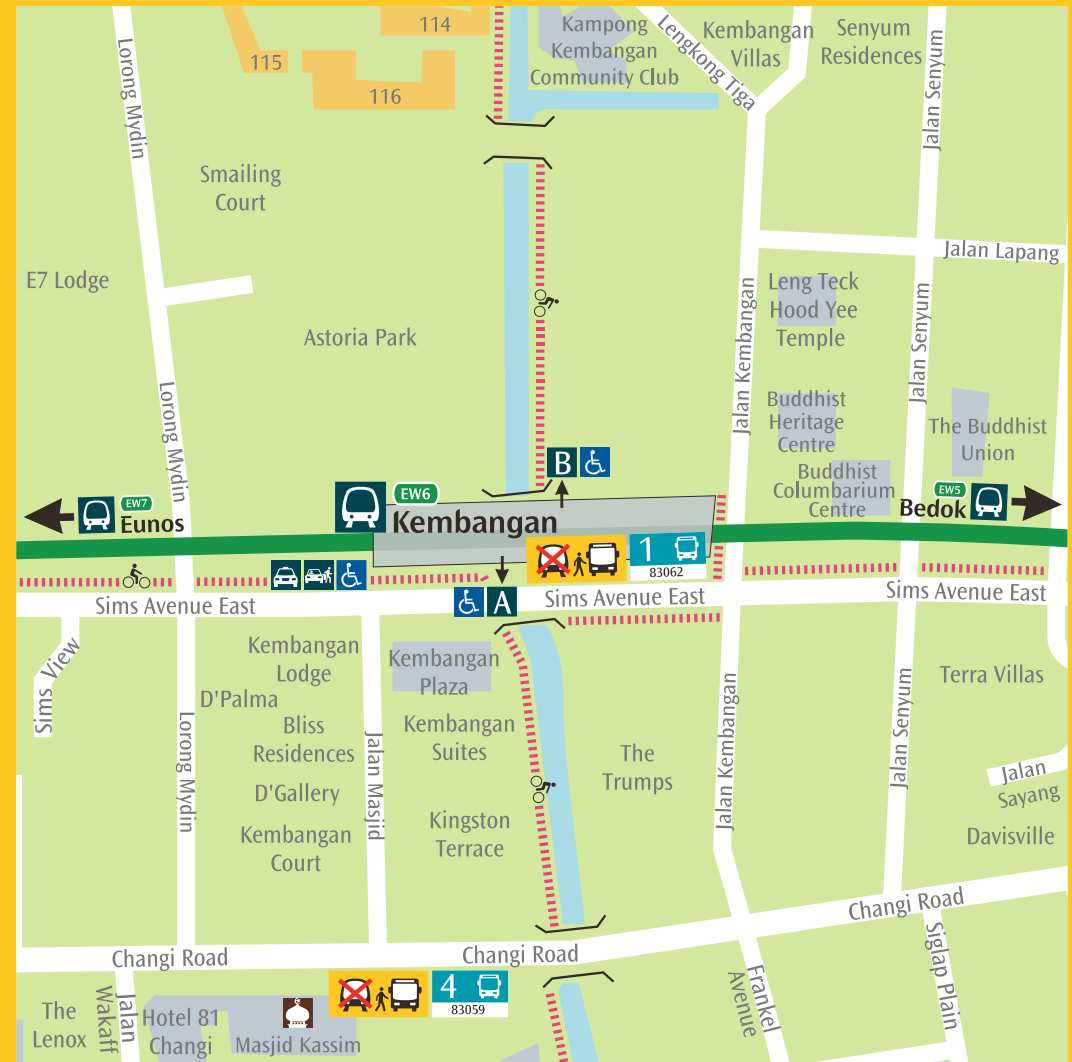 114
115
116
Kampong
Kembangan
Community Club
Lengkong Tiga
Kembangan
Villas
Senyum
Residences
Jalan Senyum
Lorong Mydin
Smailing
Court
Jalan Lapang
E7 Lodge
Astoria Park
Leng Teck
Hood Yee
Temple
Jalan Kembangan
Jalan Senyum
Lorong Mydin
Buddhist
Heritage
Centre
The Buddhist
Union
Buddhist
Columbarium
Centre
B
EW7
Eunos
EW6
Kembangan
EW5
Bedok
1
83062
A
Sims Avenue East
Sims Avenue East
Sims Avenue East
Sims View
Kembangan
Lodge
D'Palma
Bliss
Residences
D'Gallery
Kembangan
Court
Lorong Mydin
Jalan Masjid
Kembangan
Plaza
Kembangan
Suites
Kingston
Terrace
The
Trumps
Jalan Kembangan
Jalan Senyum
Terra Villas
Jalan
Sayang
Davisville
Changi Road
Changi Road
Changi Road
4
83059
The
Lenox
Jalan
Wakaff
Hotel 81
Changi
Masjid Kassim
Frankel
Avenue
Siglap Plain